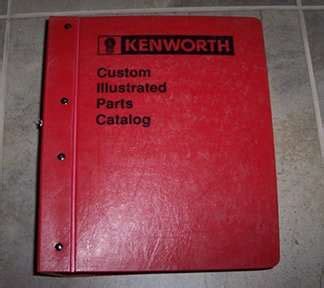 KENWORTH
Custom
Illustrated
Parts
Catalog